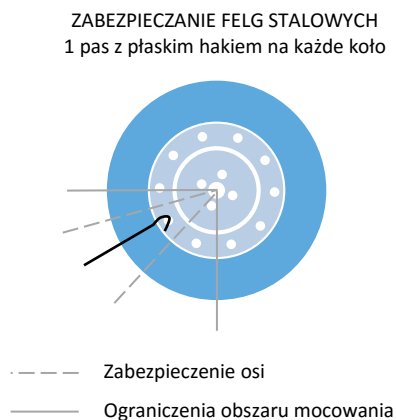 ZABEZPIECZANIE FELG STALOWYCH
1 pas z płaskim hakiem na każde koło
Zabezpieczenie osi
Ograniczenia obszaru mocowania